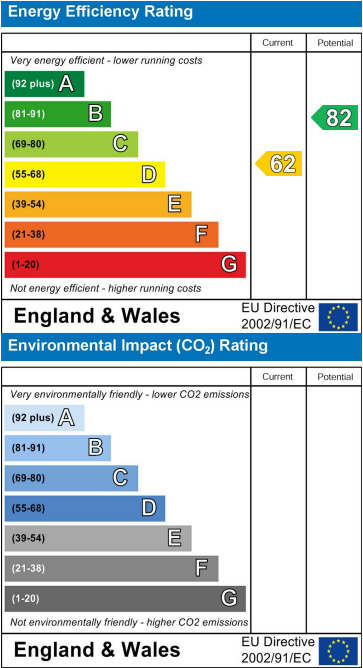 Energy Efficiency Rating
Current Potential
Very energy efficient - lower running costs
(92 plus) A
(81-91) B
82
(69-80) C
62
(55-68) D
(39-54) E
(21-38) F
(1-20) G
Not energy efficient - higher running costs
England & Wales
EU Directive
2002/91/EC
Environmental Impact (CO₂) Rating
Current Potential
Very environmentally friendly - lower CO2 emissions
(92 plus) A
(81-91) B
(69-80) C
(55-68) D
(39-54) E
(21-38) F
(1-20) G
Not environmentally friendly - higher CO2 emissions
England & Wales
EU Directive
2002/91/EC